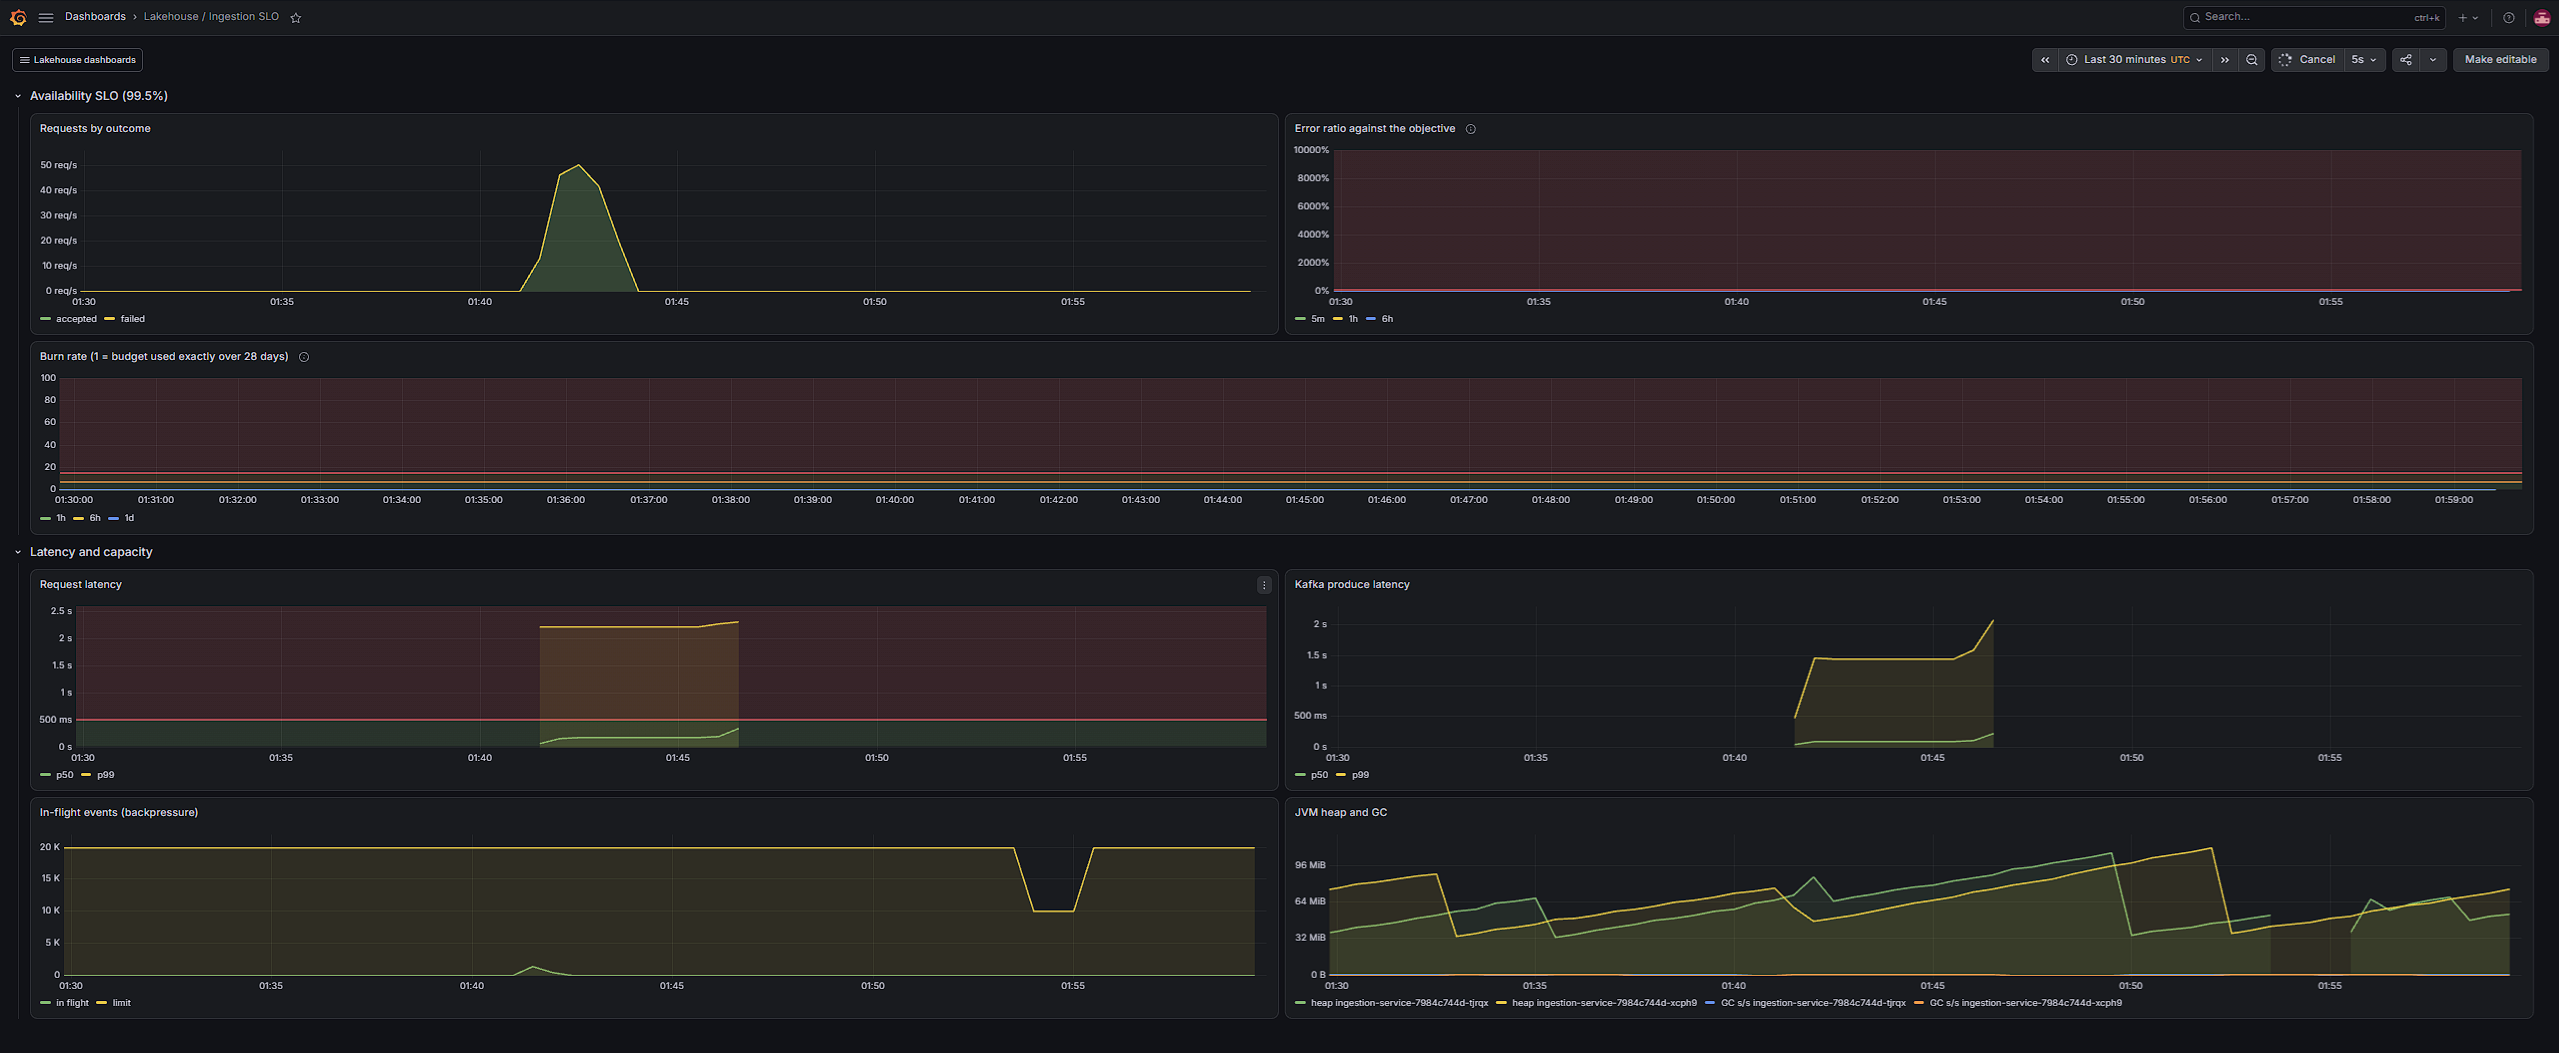 Dashboards › Lakehouse / Ingestion SLO
Search... ctrl+k
Lakehouse dashboards
Last 30 minutes UTC
Cancel 5s
Make editable
Availability SLO (99.5%)
Requests by outcome
50 req/s
40 req/s
30 req/s
20 req/s
10 req/s
0 req/s
01:30 01:35 01:40 01:45 01:50 01:55
accepted failed
Error ratio against the objective
10000%
8000%
6000%
4000%
2000%
0%
01:30 01:35 01:40 01:45 01:50 01:55
5m 1h 6h
Burn rate (1 = budget used exactly over 28 days)
100
80
60
40
20
0
01:30:00 01:31:00 01:32:00 01:33:00 01:34:00 01:35:00 01:36:00 01:37:00 01:38:00 01:39:00 01:40:00 01:41:00 01:42:00 01:43:00 01:44:00 01:45:00 01:46:00 01:47:00 01:48:00 01:49:00 01:50:00 01:51:00 01:52:00 01:53:00 01:54:00 01:55:00 01:56:00 01:57:00 01:58:00 01:59:00
1h 6h 1d
Latency and capacity
Request latency
2.5 s
2 s
1.5 s
1 s
500 ms
0 s
01:30 01:35 01:40 01:45 01:50 01:55
p50 p99
Kafka produce latency
2 s
1.5 s
1 s
500 ms
0 s
01:30 01:35 01:40 01:45 01:50 01:55
p50 p99
In-flight events (backpressure)
20 K
15 K
10 K
5 K
0
01:30 01:35 01:40 01:45 01:50 01:55
in flight limit
JVM heap and GC
96 MiB
64 MiB
32 MiB
0 B
01:30 01:35 01:40 01:45 01:50 01:55
heap ingestion-service-7984c744d-tjrqx heap ingestion-service-7984c744d-xcph9 GC s/s ingestion-service-7984c744d-tjrqx GC s/s ingestion-service-7984c744d-xcph9